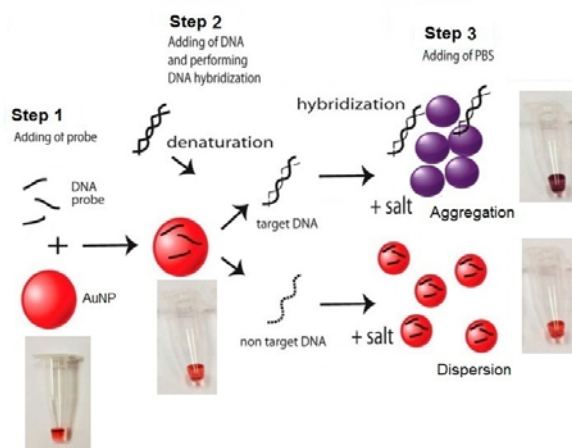 Step 1
Adding of probe
DNA
probe
AuNP
Step 2
Adding of DNA
and performing
DNA hybridization
denaturation
target DNA
non target DNA
Step 3
Adding of PBS
hybridization
+ salt
Aggregation
+ salt
Dispersion